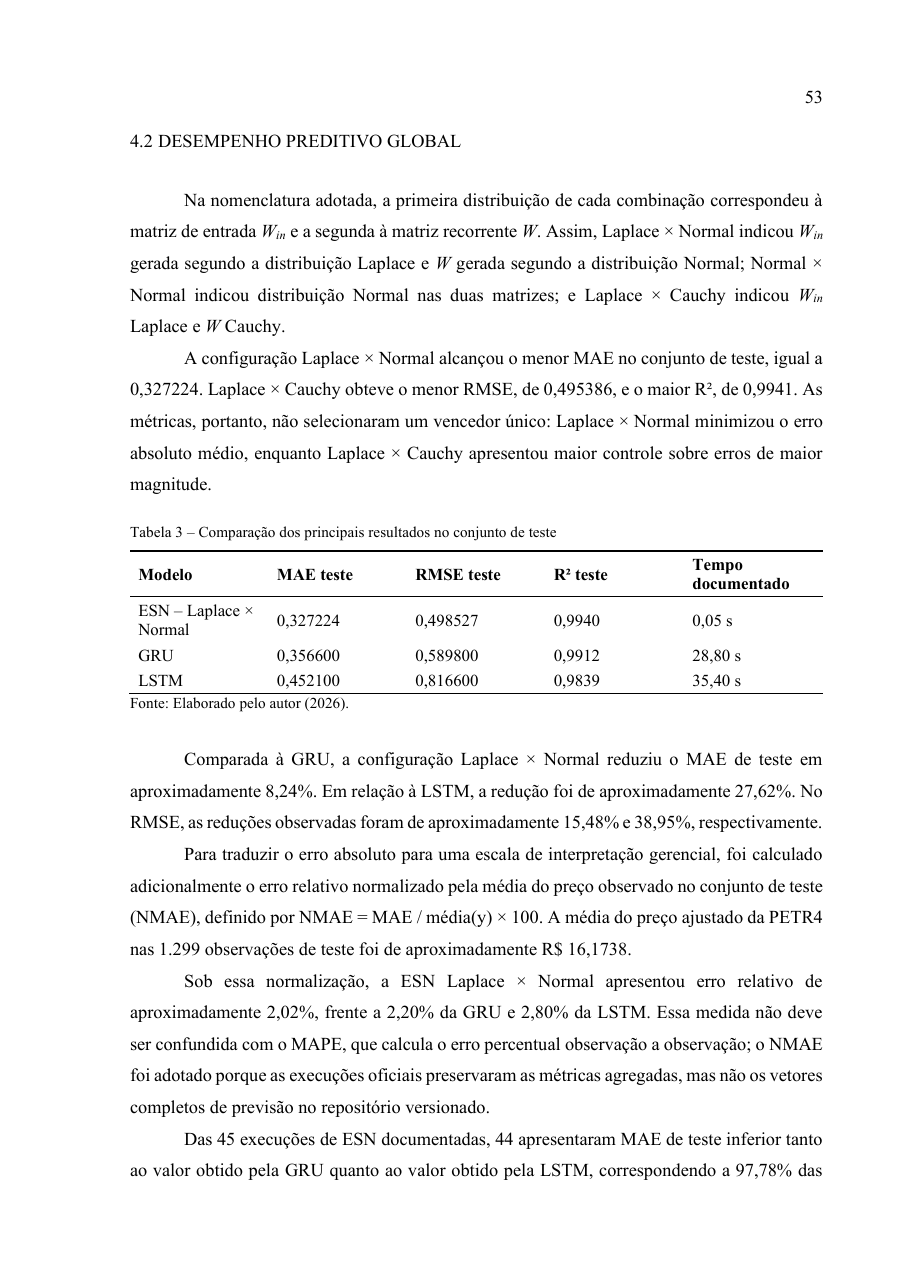 53
4.2 DESEMPENHO PREDITIVO GLOBAL
Na nomenclatura adotada, a primeira distribuição de cada combinação correspondeu à
matriz de entrada Win e a segunda à matriz recorrente W. Assim, Laplace × Normal indicou Win
gerada segundo a distribuição Laplace e W gerada segundo a distribuição Normal; Normal ×
Normal indicou distribuição Normal nas duas matrizes; e Laplace × Cauchy indicou Win
Laplace e W Cauchy.
A configuração Laplace × Normal alcançou o menor MAE no conjunto de teste, igual a
0,327224. Laplace × Cauchy obteve o menor RMSE, de 0,495386, e o maior R², de 0,9941. As
métricas, portanto, não selecionaram um vencedor único: Laplace × Normal minimizou o erro
absoluto médio, enquanto Laplace × Cauchy apresentou maior controle sobre erros de maior
magnitude.
Tabela 3 – Comparação dos principais resultados no conjunto de teste
Modelo MAE teste RMSE teste R² teste Tempo documentado
ESN – Laplace × Normal 0,327224 0,498527 0,9940 0,05 s
GRU 0,356600 0,589800 0,9912 28,80 s
LSTM 0,452100 0,816600 0,9839 35,40 s
Fonte: Elaborado pelo autor (2026).
Comparada à GRU, a configuração Laplace × Normal reduziu o MAE de teste em
aproximadamente 8,24%. Em relação à LSTM, a redução foi de aproximadamente 27,62%. No
RMSE, as reduções observadas foram de aproximadamente 15,48% e 38,95%, respectivamente.
Para traduzir o erro absoluto para uma escala de interpretação gerencial, foi calculado
adicionalmente o erro relativo normalizado pela média do preço observado no conjunto de teste
(NMAE), definido por NMAE = MAE / média(y) × 100. A média do preço ajustado da PETR4
nas 1.299 observações de teste foi de aproximadamente R$ 16,1738.
Sob essa normalização, a ESN Laplace × Normal apresentou erro relativo de
aproximadamente 2,02%, frente a 2,20% da GRU e 2,80% da LSTM. Essa medida não deve
ser confundida com o MAPE, que calcula o erro percentual observação a observação; o NMAE
foi adotado porque as execuções oficiais preservaram as métricas agregadas, mas não os vetores
completos de previsão no repositório versionado.
Das 45 execuções de ESN documentadas, 44 apresentaram MAE de teste inferior tanto
ao valor obtido pela GRU quanto ao valor obtido pela LSTM, correspondendo a 97,78% das